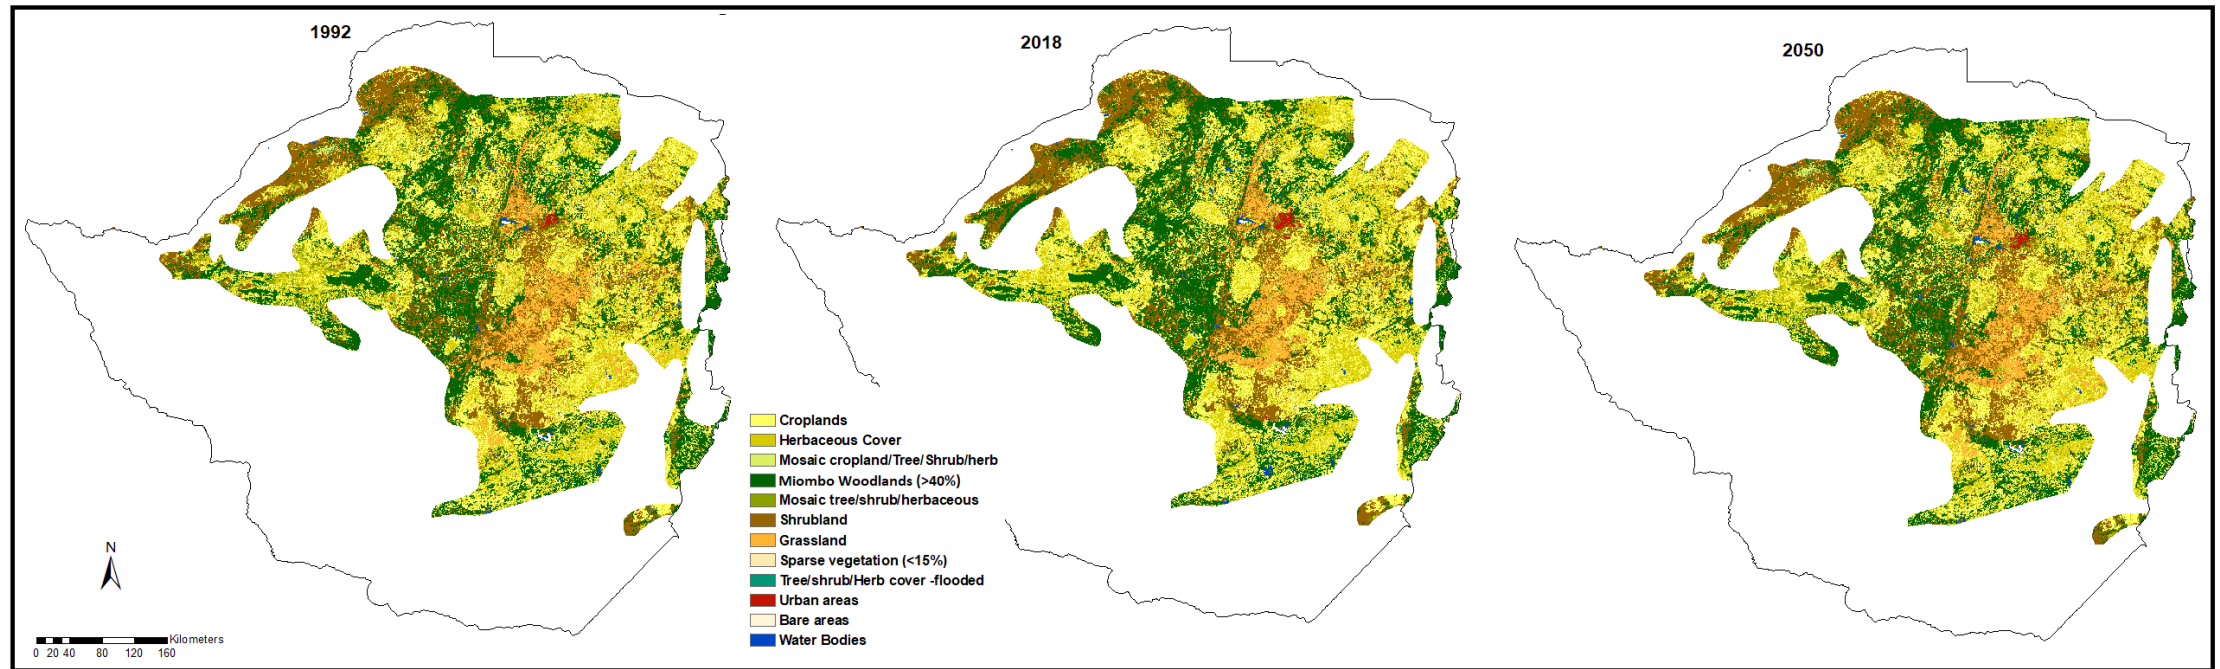 1992
2018
2050
Croplands
Herbaceous Cover
Mosaic cropland/Tree/Shrub/herb
Miombo Woodlands (>40%)
Mosaic tree/shrub/herbaceous
Shrubland
Grassland
Sparse vegetation (<15%)
Tree/shrub/Herb cover -flooded
Urban areas
Bare areas
Water Bodies
N
Kilometers
0 20 40 80 120 160